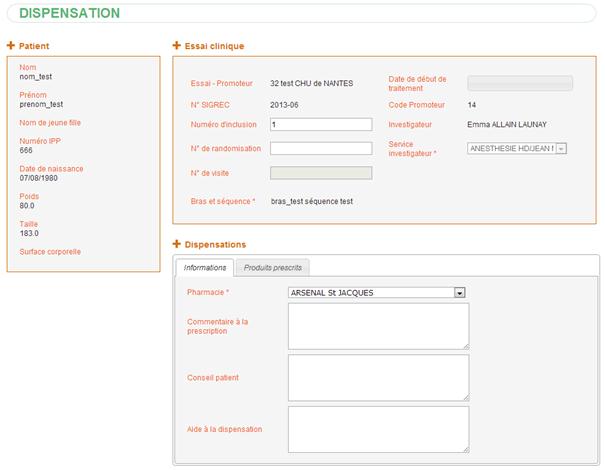 DISPENSATION
Patient
Nom
nom_test
Prénom
prenom_test
Nom de jeune fille
Numéro IPP
666
Date de naissance
07/08/1980
Poids
80.0
Taille
183.0
Surface corporelle
Essai clinique
Essai - Promoteur 32 test CHU de NANTES
Date de début de
traitement
N° SIGREC 2013-06 Code Promoteur 14
Numéro d'inclusion 1 Investigateur Emma ALLAIN LAUNAY
N° de randomisation
Service
investigateur * ANESTHESIE HD/JEAN
N° de visite
Bras et séquence * bras_test séquence test
Dispensations
Informations Produits prescrits
Pharmacie * ARSENAL St JACQUES
Commentaire à la
prescription
Conseil patient
Aide à la dispensation